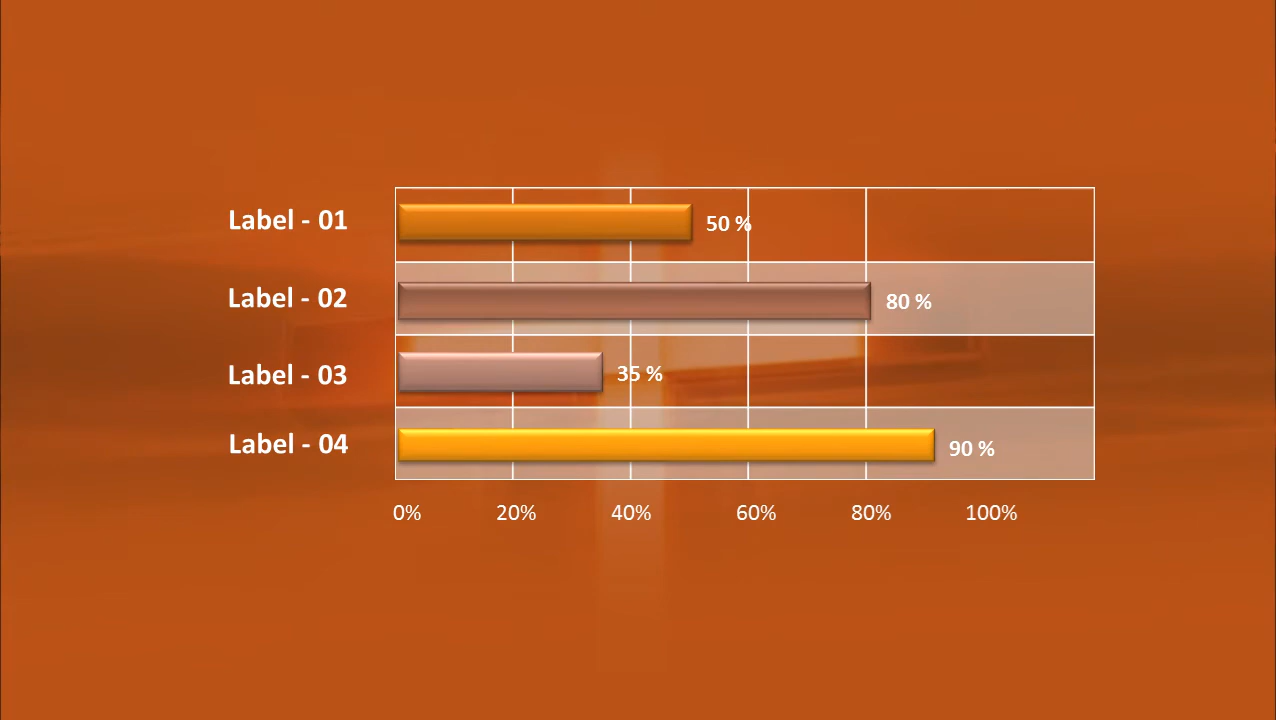 Label - 01
50 %
Label - 02
80 %
Label - 03
35 %
Label - 04
90 %
0% 20% 40% 60% 80% 100%